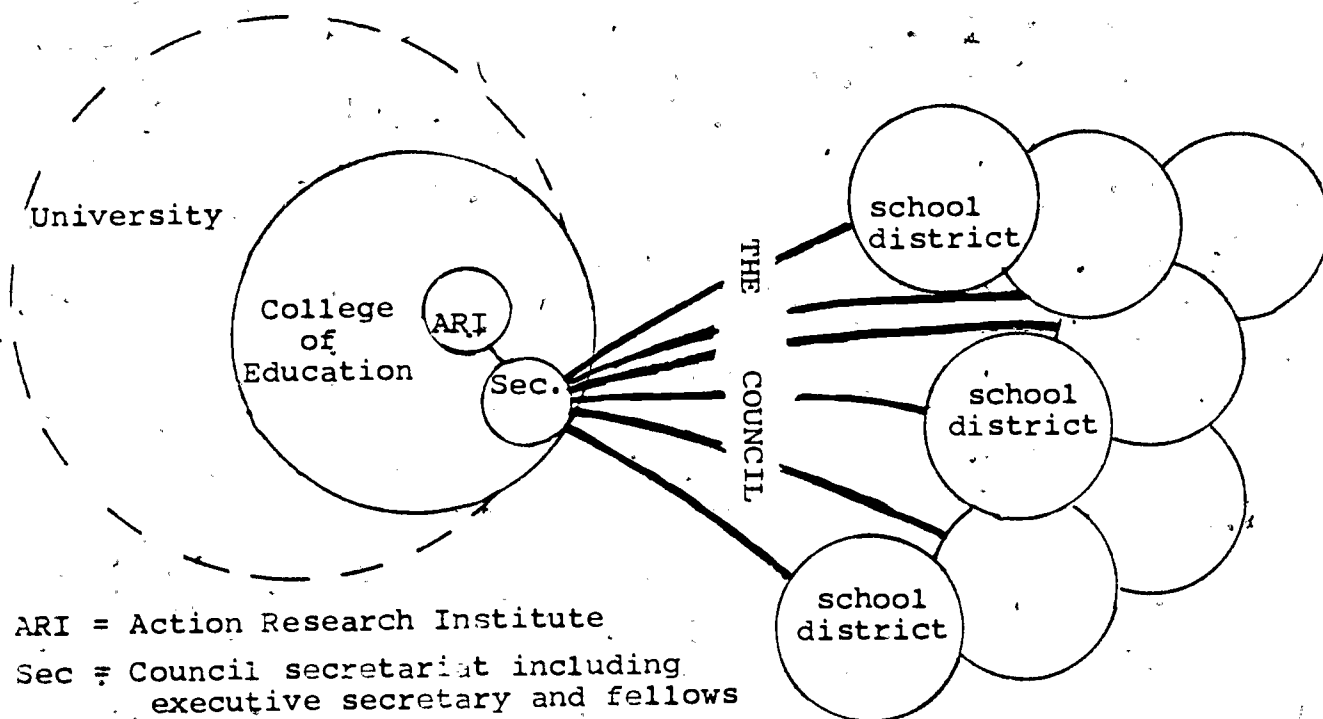 University
College
of
Education
ARI
Sec.
THE COUNCIL
school
district
school
district
school
district
ARI = Action Research Institute
Sec = Council secretariat including
executive secretary and fellows